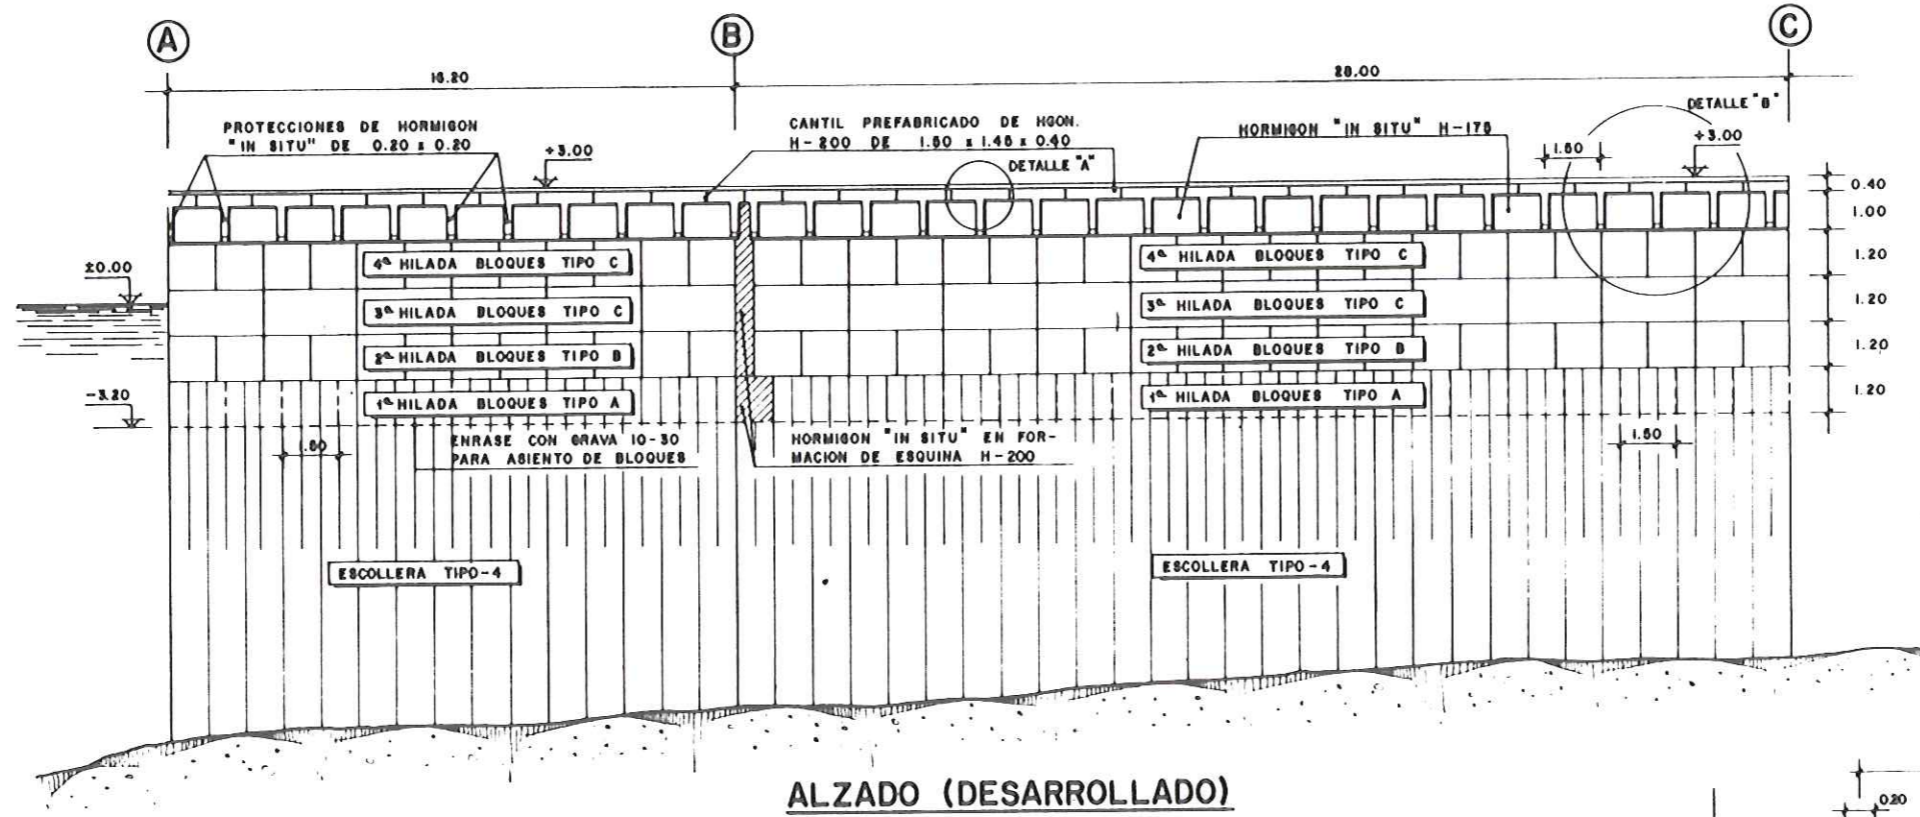 A
B
C
16.20
28.00
PROTECCIONES DE HORMIGON
"IN SITU" DE 0.20 x 0.20
+3.00
CANTIL PREFABRICADO DE HGON.
H-200 DE 1.50 x 1.45 x 0.40
DETALLE "A"
HORMIGON "IN SITU" H-175
1.50
DETALLE "B"
+3.00
0.40
1.00
1.20
1.20
1.20
1.20
±0.00
-3.20
4ª HILADA BLOQUES TIPO C
3ª HILADA BLOQUES TIPO C
2ª HILADA BLOQUES TIPO B
1ª HILADA BLOQUES TIPO A
4ª HILADA BLOQUES TIPO C
3ª HILADA BLOQUES TIPO C
2ª HILADA BLOQUES TIPO B
1ª HILADA BLOQUES TIPO A
1.50
ENRASE CON GRAVA 10-30
PARA ASIENTO DE BLOQUES
HORMIGON "IN SITU" EN FOR-
MACION DE ESQUINA H-200
1.50
ESCOLLERA TIPO-4
ESCOLLERA TIPO-4
ALZADO (DESARROLLADO)
0.20